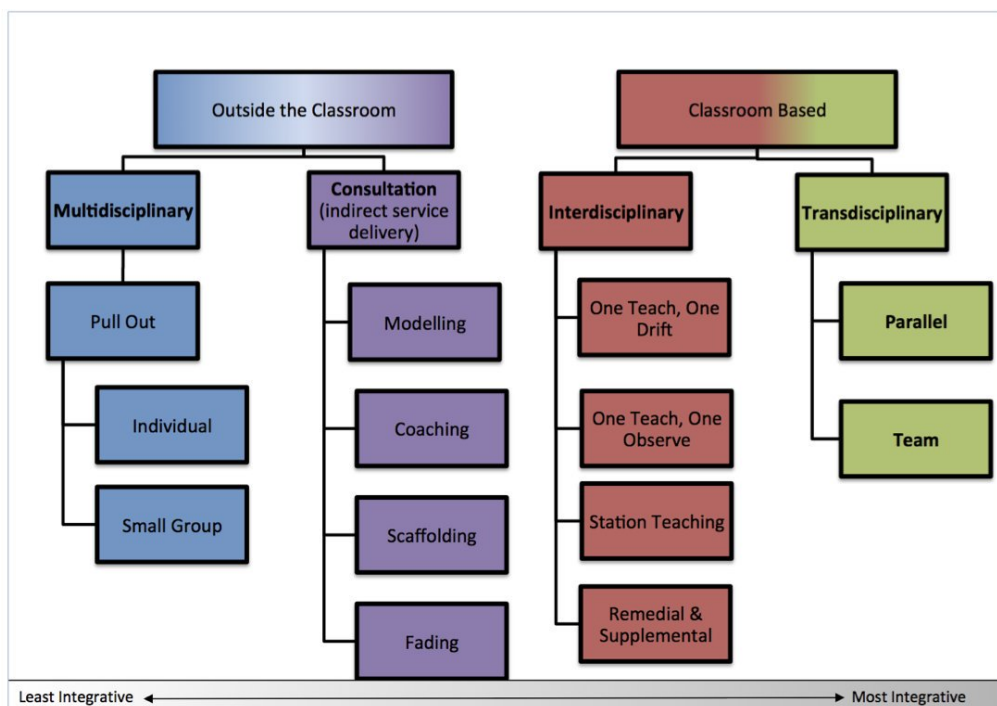 Outside the Classroom
Classroom Based
Multidisciplinary
Consultation
(indirect service
delivery)
Interdisciplinary
Transdisciplinary
Pull Out
Individual
Small Group
Modelling
Coaching
Scaffolding
Fading
One Teach, One
Drift
One Teach, One
Observe
Station Teaching
Remedial &
Supplemental
Parallel
Team
Least Integrative
Most Integrative